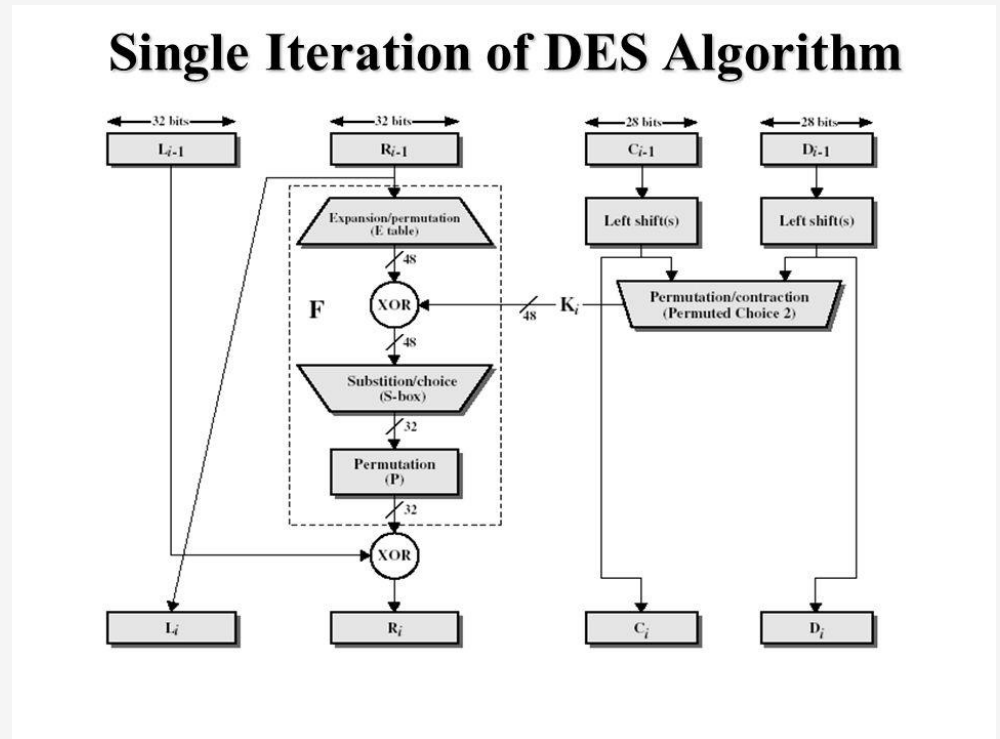 Single Iteration of DES Algorithm
32 bits
32 bits
28 bits
28 bits
Li-1
Ri-1
Ci-1
Di-1
Expansion/permutation
(E table)
Left shift(s)
Left shift(s)
48
F
XOR
48
Ki
Permutation/contraction
(Permuted Choice 2)
48
Substition/choice
(S-box)
32
Permutation
(P)
32
XOR
Li
Ri
Ci
Di